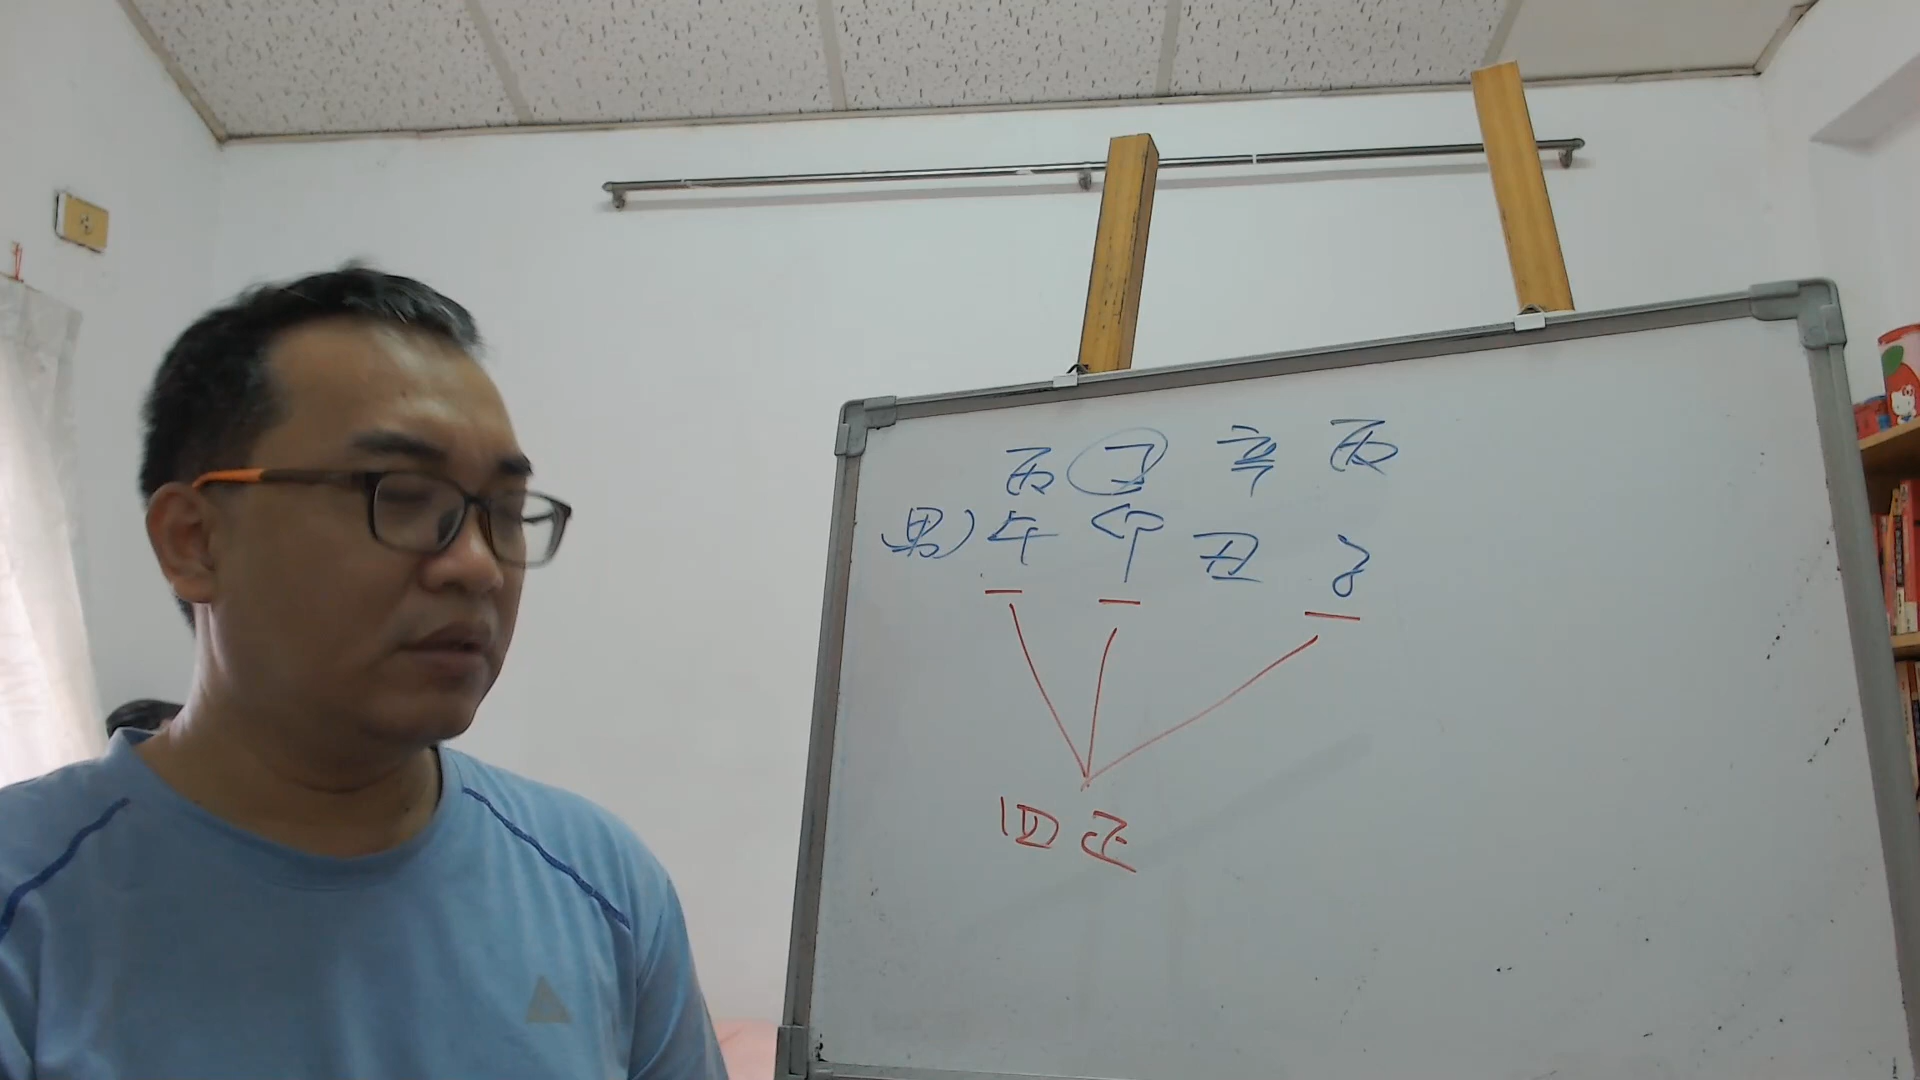 丙 丁 辛 丙
男) 午 卯 丑 子
四正